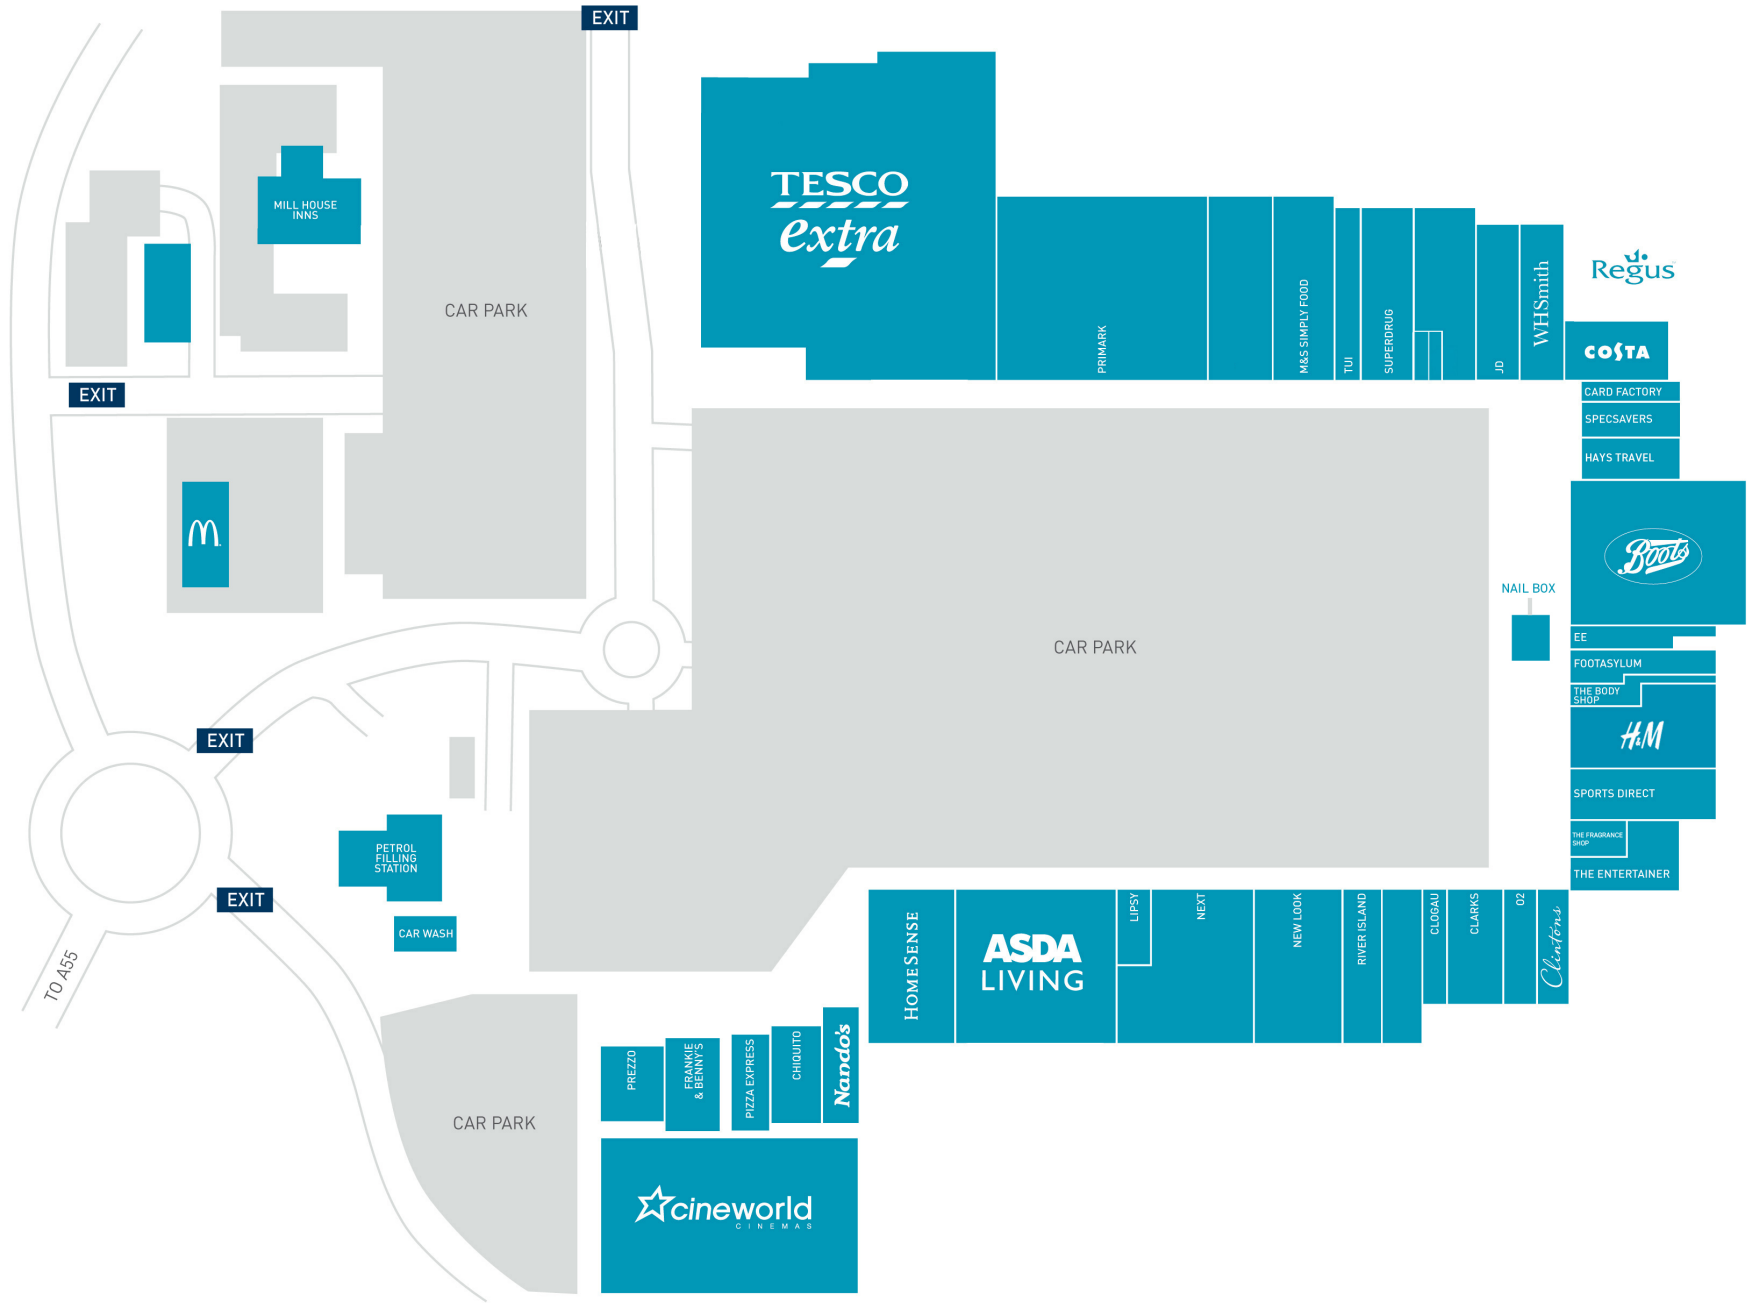 EXIT
TESCO
extra
MILL HOUSE
INNS
CAR PARK
PRIMARK
M&S SIMPLY FOOD
TUI
SUPERDRUG
JD
WHSmith
Regus
COSTA
CARD FACTORY
SPECSAVERS
HAYS TRAVEL
EXIT
Boots
NAIL BOX
EE
FOOTASYLUM
THE BODY
SHOP
H&M
SPORTS DIRECT
THE FRAGRANCE
SHOP
THE ENTERTAINER
CAR PARK
EXIT
PETROL
FILLING
STATION
CAR WASH
EXIT
TO A55
HOMESENSE
ASDA
LIVING
LIPSY
NEXT
NEW LOOK
RIVER ISLAND
CLOGAU
CLARKS
O2
Clintons
PREZZO
FRANKIE
& BENNY'S
PIZZA EXPRESS
CHIQUITO
Nando's
CAR PARK
cineworld
CINEMAS